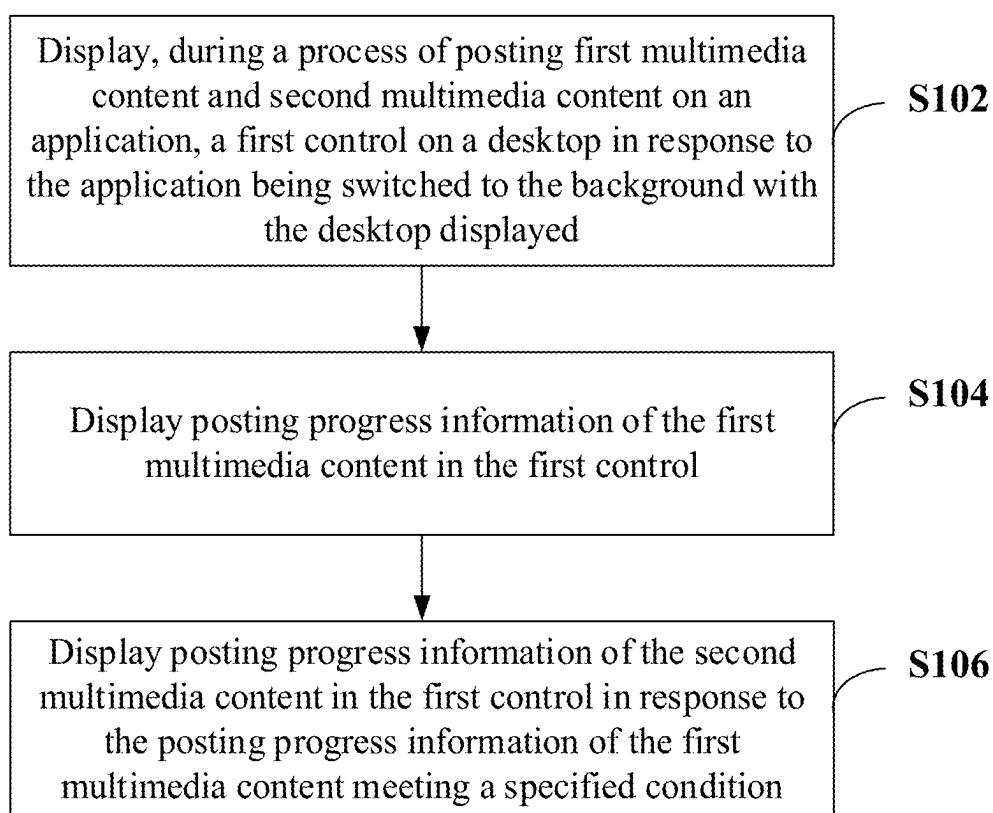 Display, during a process of posting first multimedia
content and second multimedia content on an
application, a first control on a desktop in response to
the application being switched to the background with
the desktop displayed
S102
Display posting progress information of the first
multimedia content in the first control
S104
Display posting progress information of the second
multimedia content in the first control in response to
the posting progress information of the first
multimedia content meeting a specified condition
S106